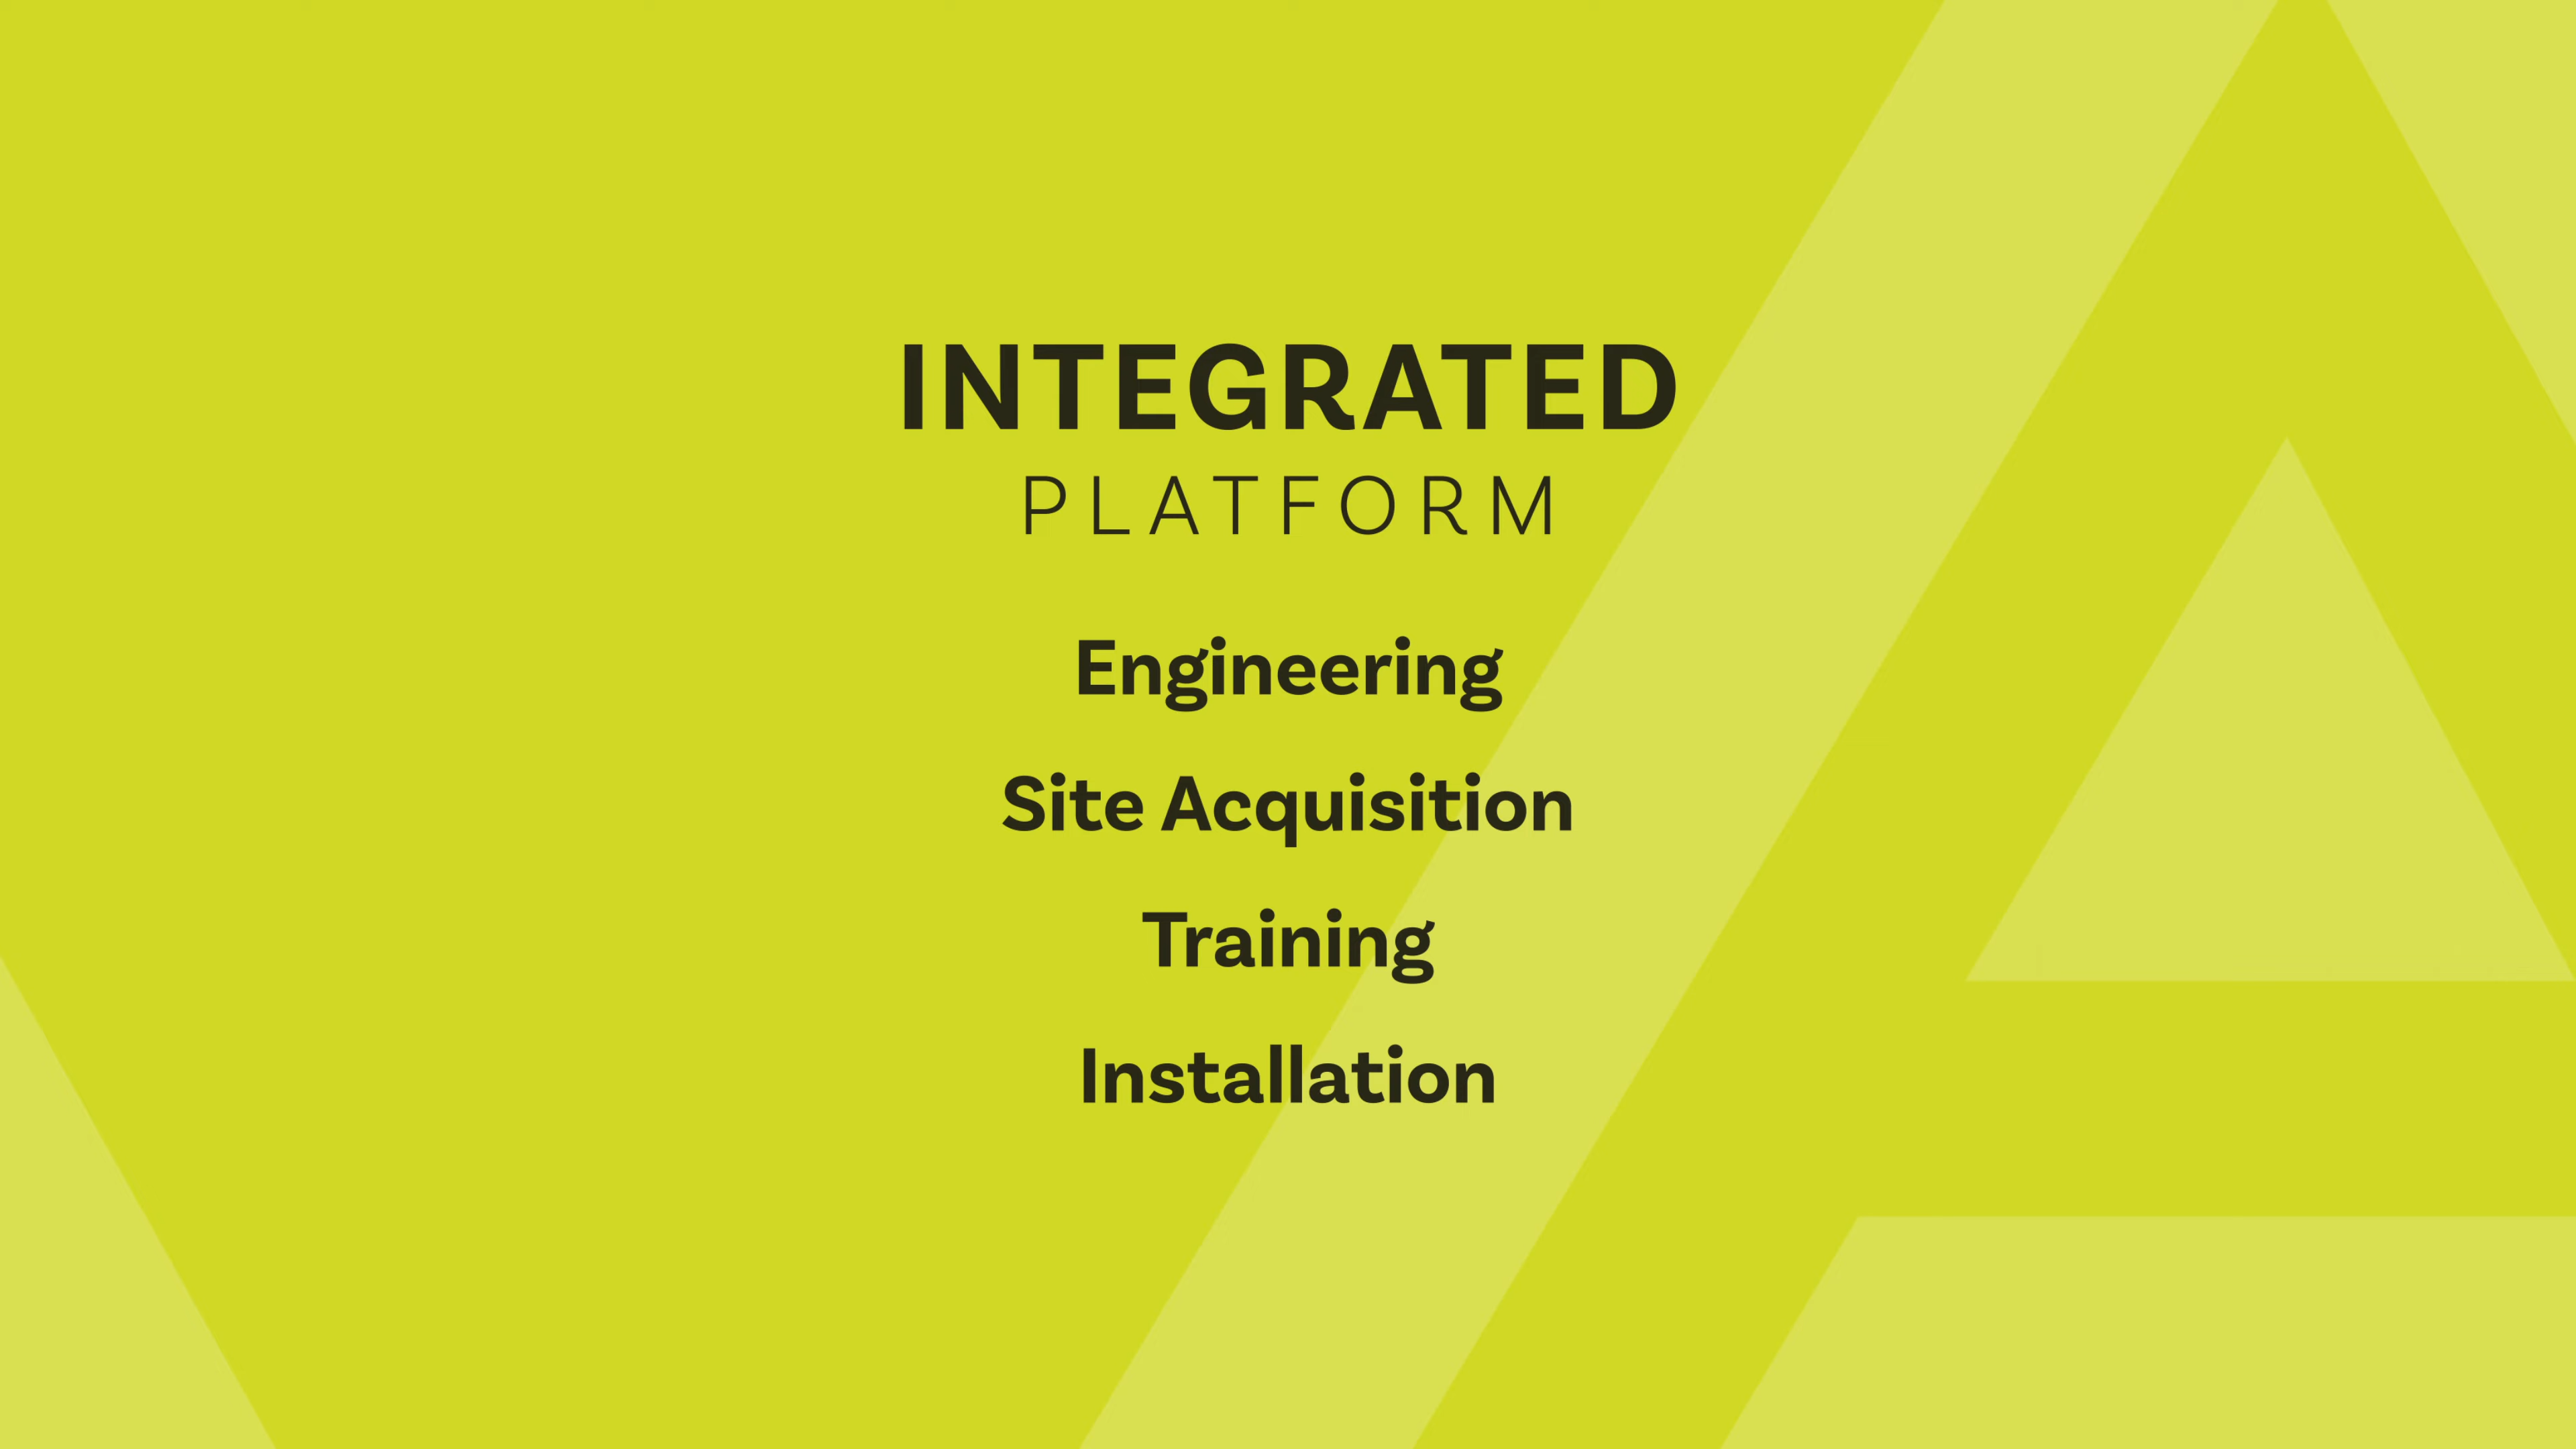 INTEGRATED
PLATFORM
Engineering
Site Acquisition
Training
Installation